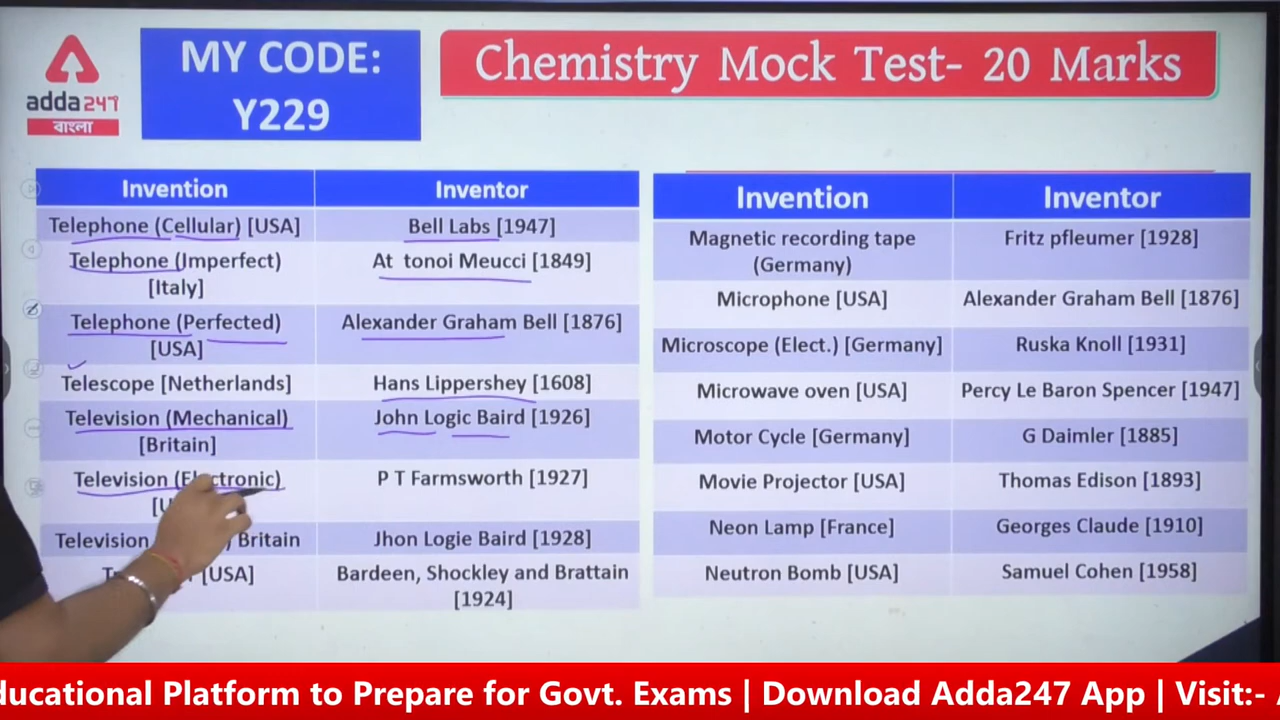 adda247
বাংলা
MY CODE:
Y229
Chemistry Mock Test- 20 Marks
Invention Inventor
Telephone (Cellular) [USA] Bell Labs [1947]
Telephone (Imperfect) At tonoi Meucci [1849]
[Italy]
Telephone (Perfected) Alexander Graham Bell [1876]
[USA]
Telescope [Netherlands] Hans Lippershey [1608]
Television (Mechanical) John Logic Baird [1926]
[Britain]
Television (Electronic) P T Farmsworth [1927]
Television Britain Jhon Logie Baird [1928]
[USA] Bardeen, Shockley and Brattain
[1924]
Invention Inventor
Magnetic recording tape Fritz pfleumer [1928]
(Germany)
Microphone [USA] Alexander Graham Bell [1876]
Microscope (Elect.) [Germany] Ruska Knoll [1931]
Microwave oven [USA] Percy Le Baron Spencer [1947]
Motor Cycle [Germany] G Daimler [1885]
Movie Projector [USA] Thomas Edison [1893]
Neon Lamp [France] Georges Claude [1910]
Neutron Bomb [USA] Samuel Cohen [1958]
ducational Platform to Prepare for Govt. Exams | Download Adda247 App | Visit:-